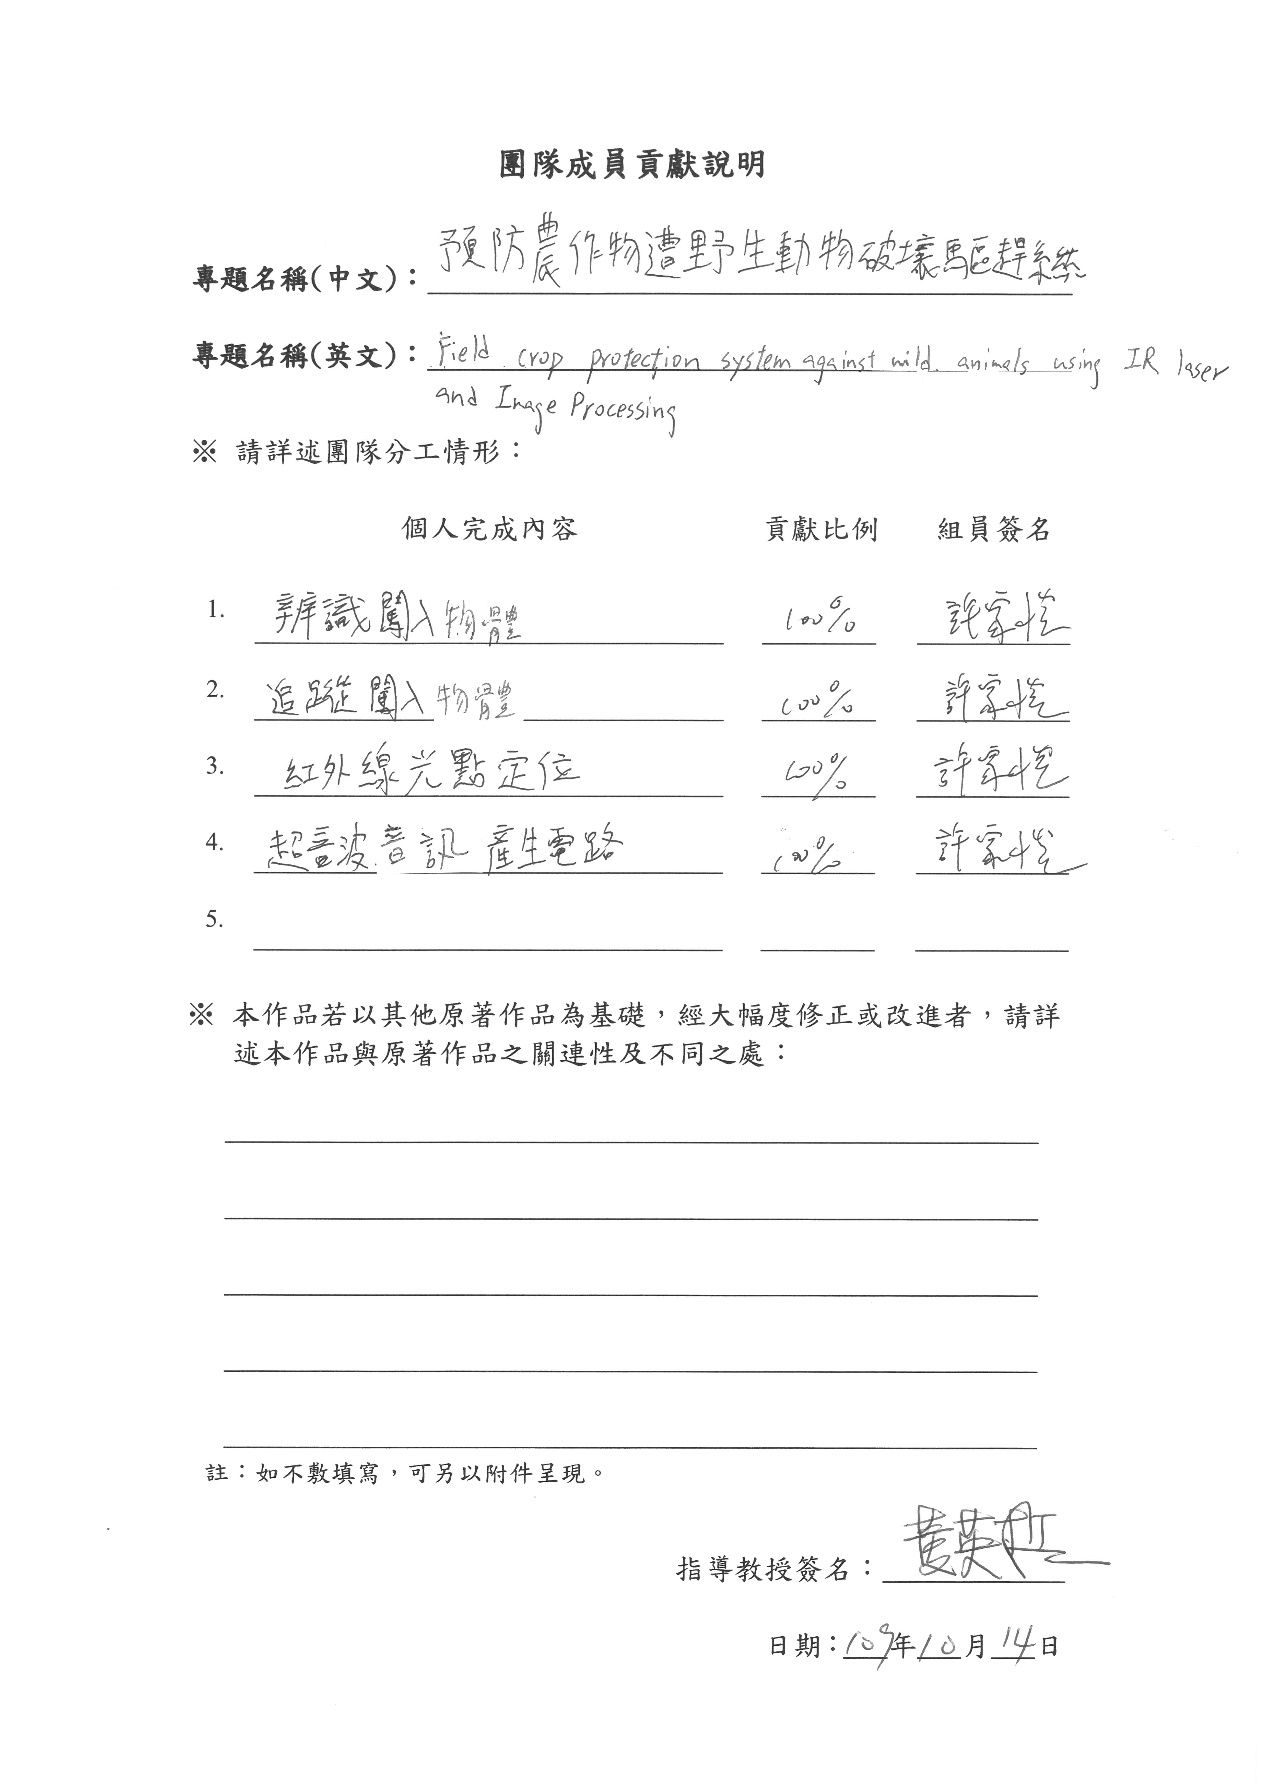 團隊成員貢獻說明
專題名稱(中文)：預防農作物遭野生動物破壞驅趕系統
專題名稱(英文)：Field crop protection system against wild animals using IR laser
and Image Processing
※ 請詳述團隊分工情形：
個人完成內容 貢獻比例 組員簽名
1. 辨識闖入物體 100% 許家愷
2. 追蹤闖入物體 100% 許家愷
3. 紅外線光點定位 100% 許家愷
4. 超音波音訊產生電路 100% 許家愷
5.
※ 本作品若以其他原著作品為基礎，經大幅度修正或改進者，請詳
述本作品與原著作品之關連性及不同之處：
註：如不敷填寫，可另以附件呈現。
指導教授簽名：黃英哲
日期：109年10月14日